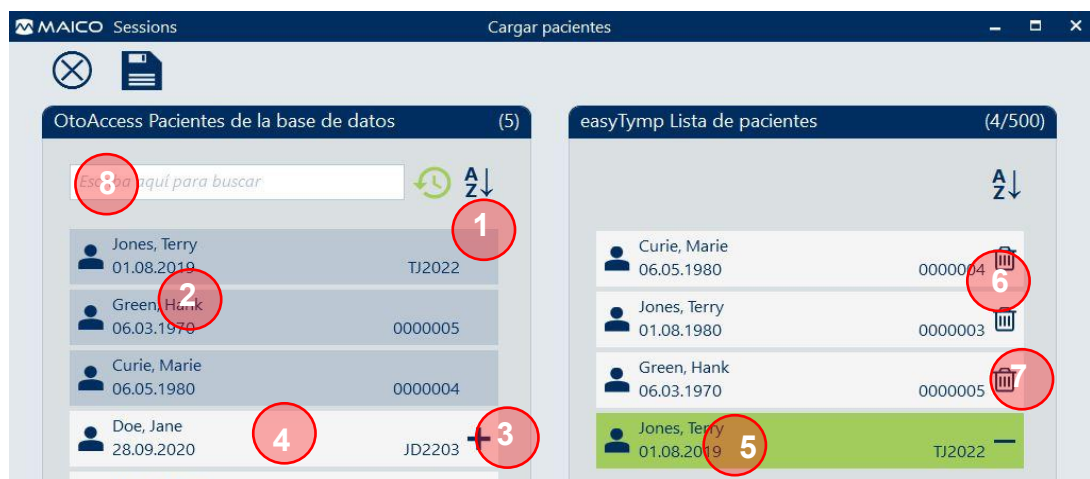 MAICO Sessions Cargar pacientes
OtoAccess Pacientes de la base de datos (5)
Escriba aquí para buscar
8
A
Z
1
Jones, Terry
01.08.2019 TJ2022
2
Green, Hank
06.03.1970 0000005
Curie, Marie
06.05.1980 0000004
Doe, Jane
28.09.2020 JD2203
4
3
easyTymp Lista de pacientes (4/500)
A
Z
Curie, Marie
06.05.1980 0000004
6
Jones, Terry
01.08.1980 0000003
Green, Hank
06.03.1970 0000005
7
Jones, Terry
01.08.2019 TJ2022
5